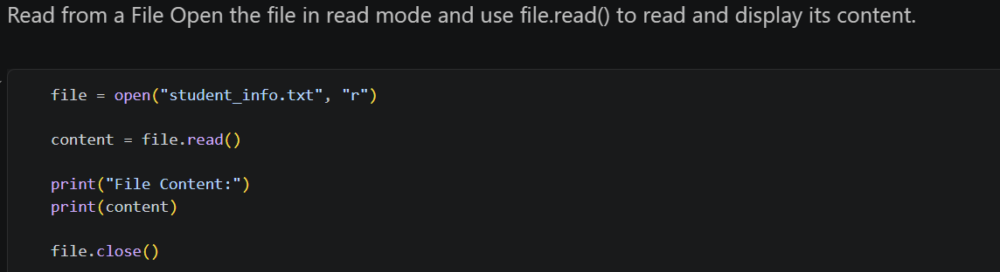 Read from a File Open the file in read mode and use file.read() to read and display its content.
file = open("student_info.txt", "r")
content = file.read()
print("File Content:")
print(content)
file.close()